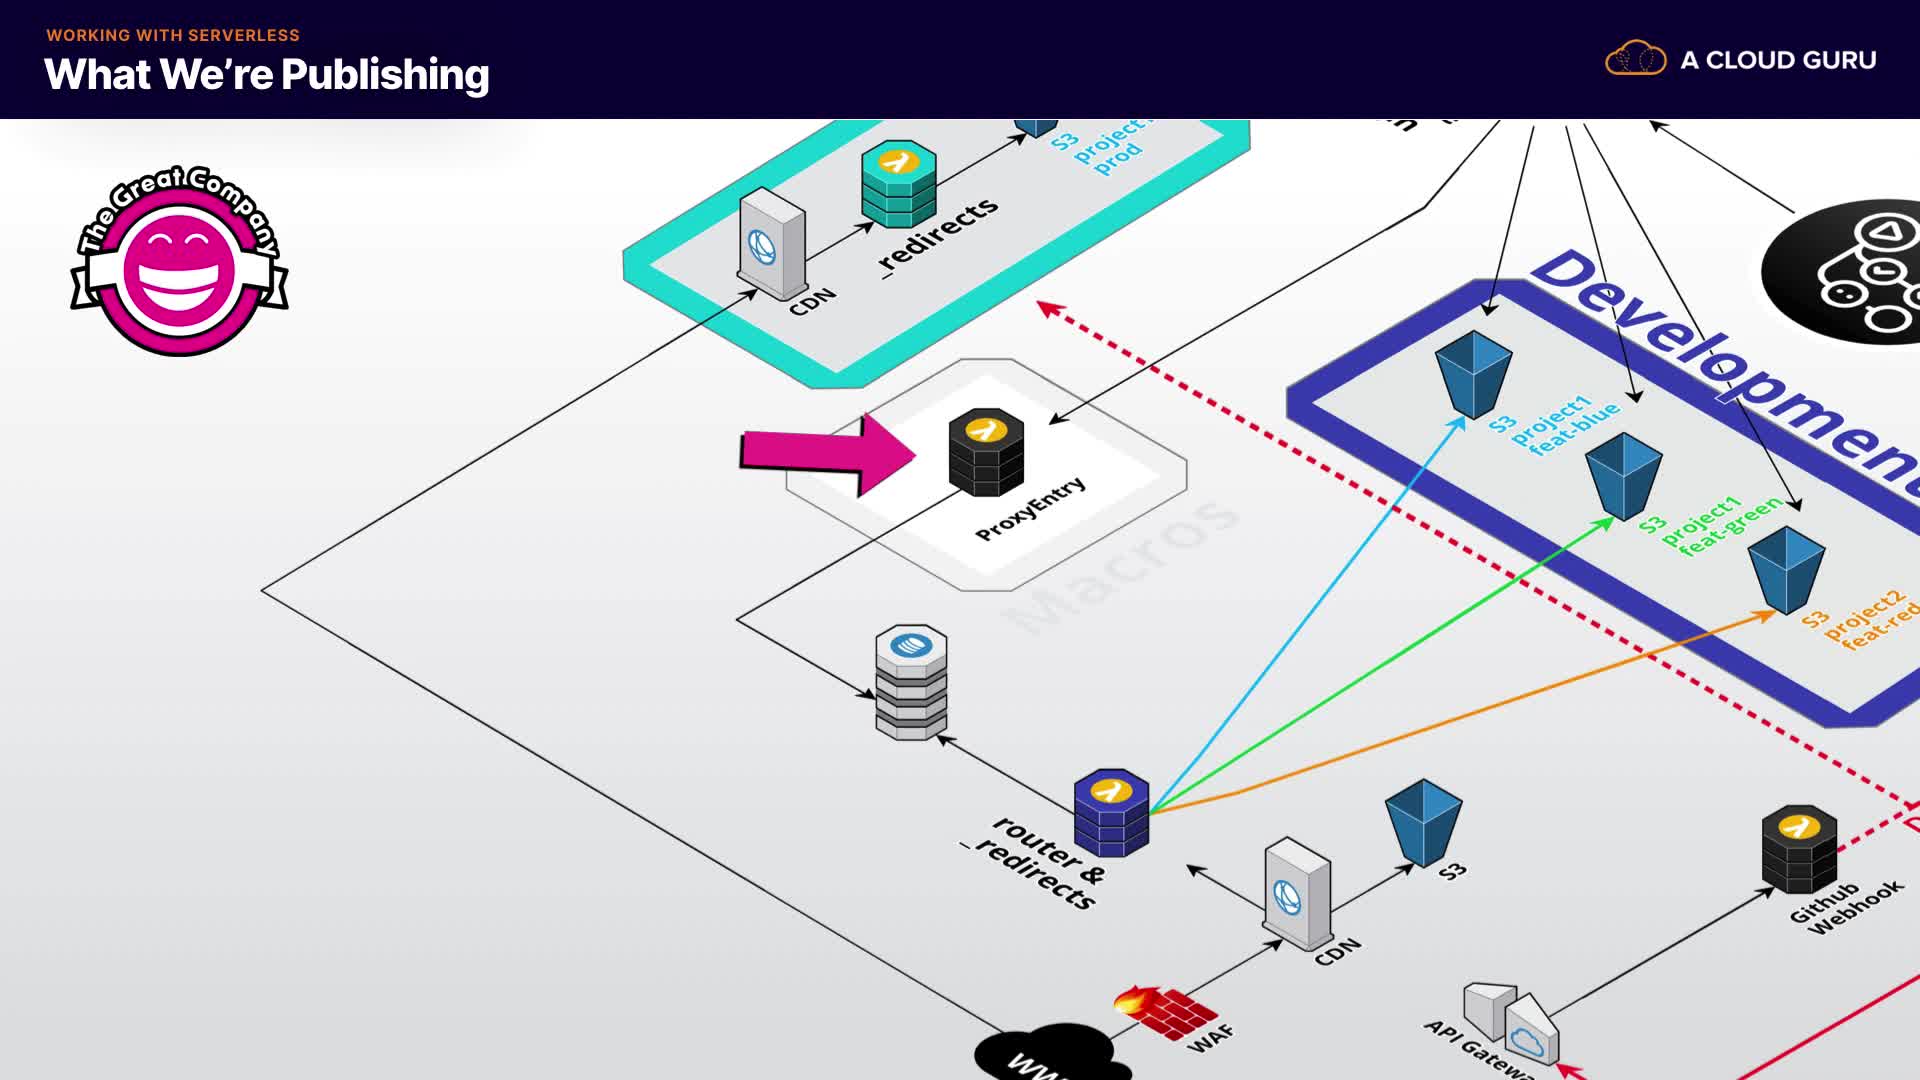 WORKING WITH SERVERLESS
What We're Publishing
A CLOUD GURU
The Great Company
S3
project1
prod
_redirects
CDN
Development
S3
project1
feat-blue
ProxyEntry
Macros
S3
project1
feat-green
S3
project2
feat-red
router &
_redirects
S3
CDN
Github
Webhook
WAF
API Gatewa
ww